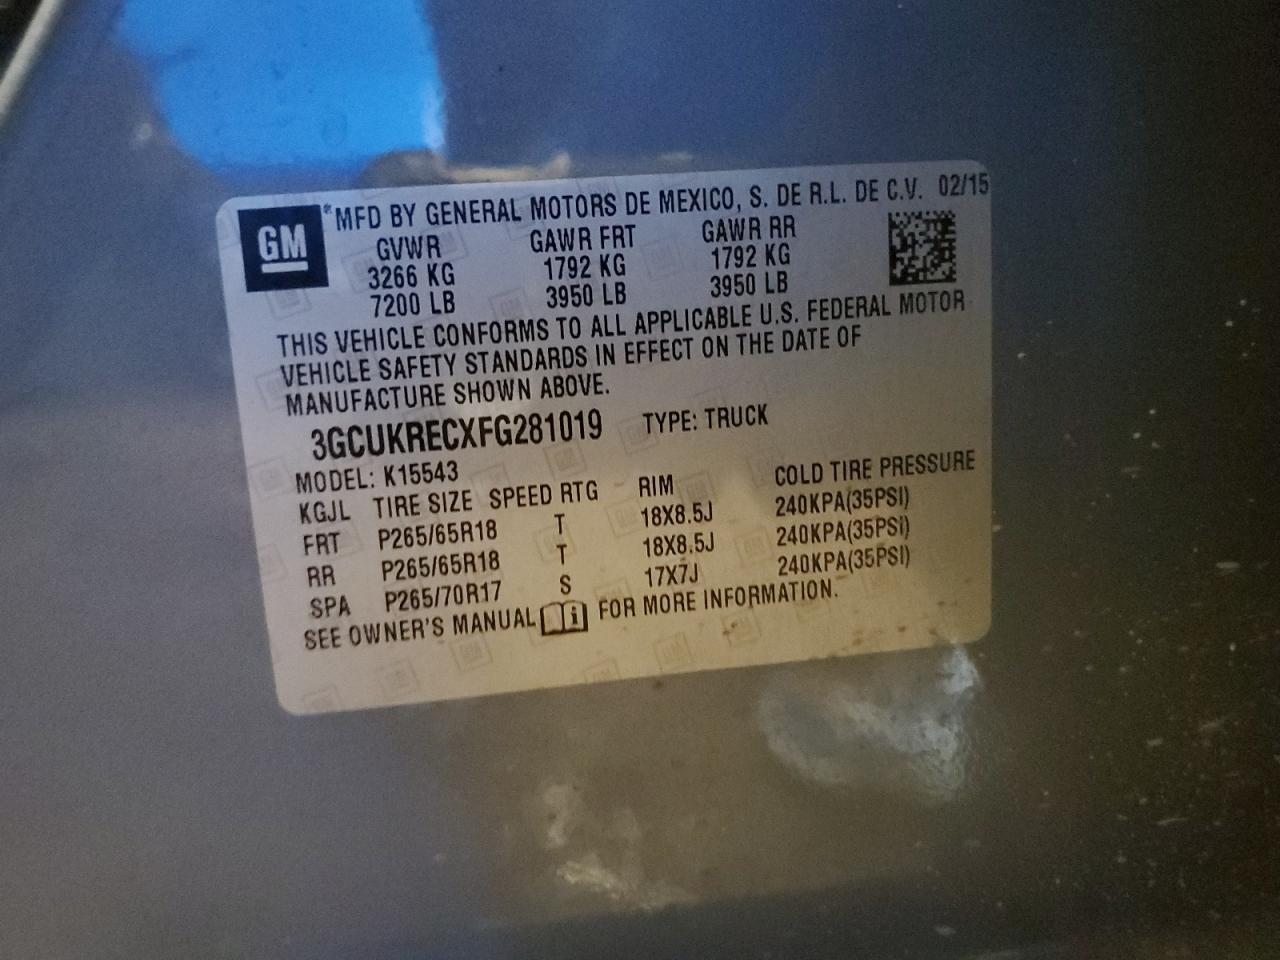 GM *MFD BY GENERAL MOTORS DE MEXICO, S. DE R.L. DE C.V. 02/15
GVWR GAWR FRT GAWR RR
3266 KG 1792 KG 1792 KG
7200 LB 3950 LB 3950 LB
THIS VEHICLE CONFORMS TO ALL APPLICABLE U.S. FEDERAL MOTOR
VEHICLE SAFETY STANDARDS IN EFFECT ON THE DATE OF
MANUFACTURE SHOWN ABOVE.
3GCUKRECXFG281019 TYPE: TRUCK
MODEL: K15543
KGJL TIRE SIZE SPEED RTG RIM COLD TIRE PRESSURE
FRT P265/65R18 T 18X8.5J 240KPA(35PSI)
RR P265/65R18 T 18X8.5J 240KPA(35PSI)
SPA P265/70R17 S 17X7J 240KPA(35PSI)
SEE OWNER'S MANUAL i FOR MORE INFORMATION.